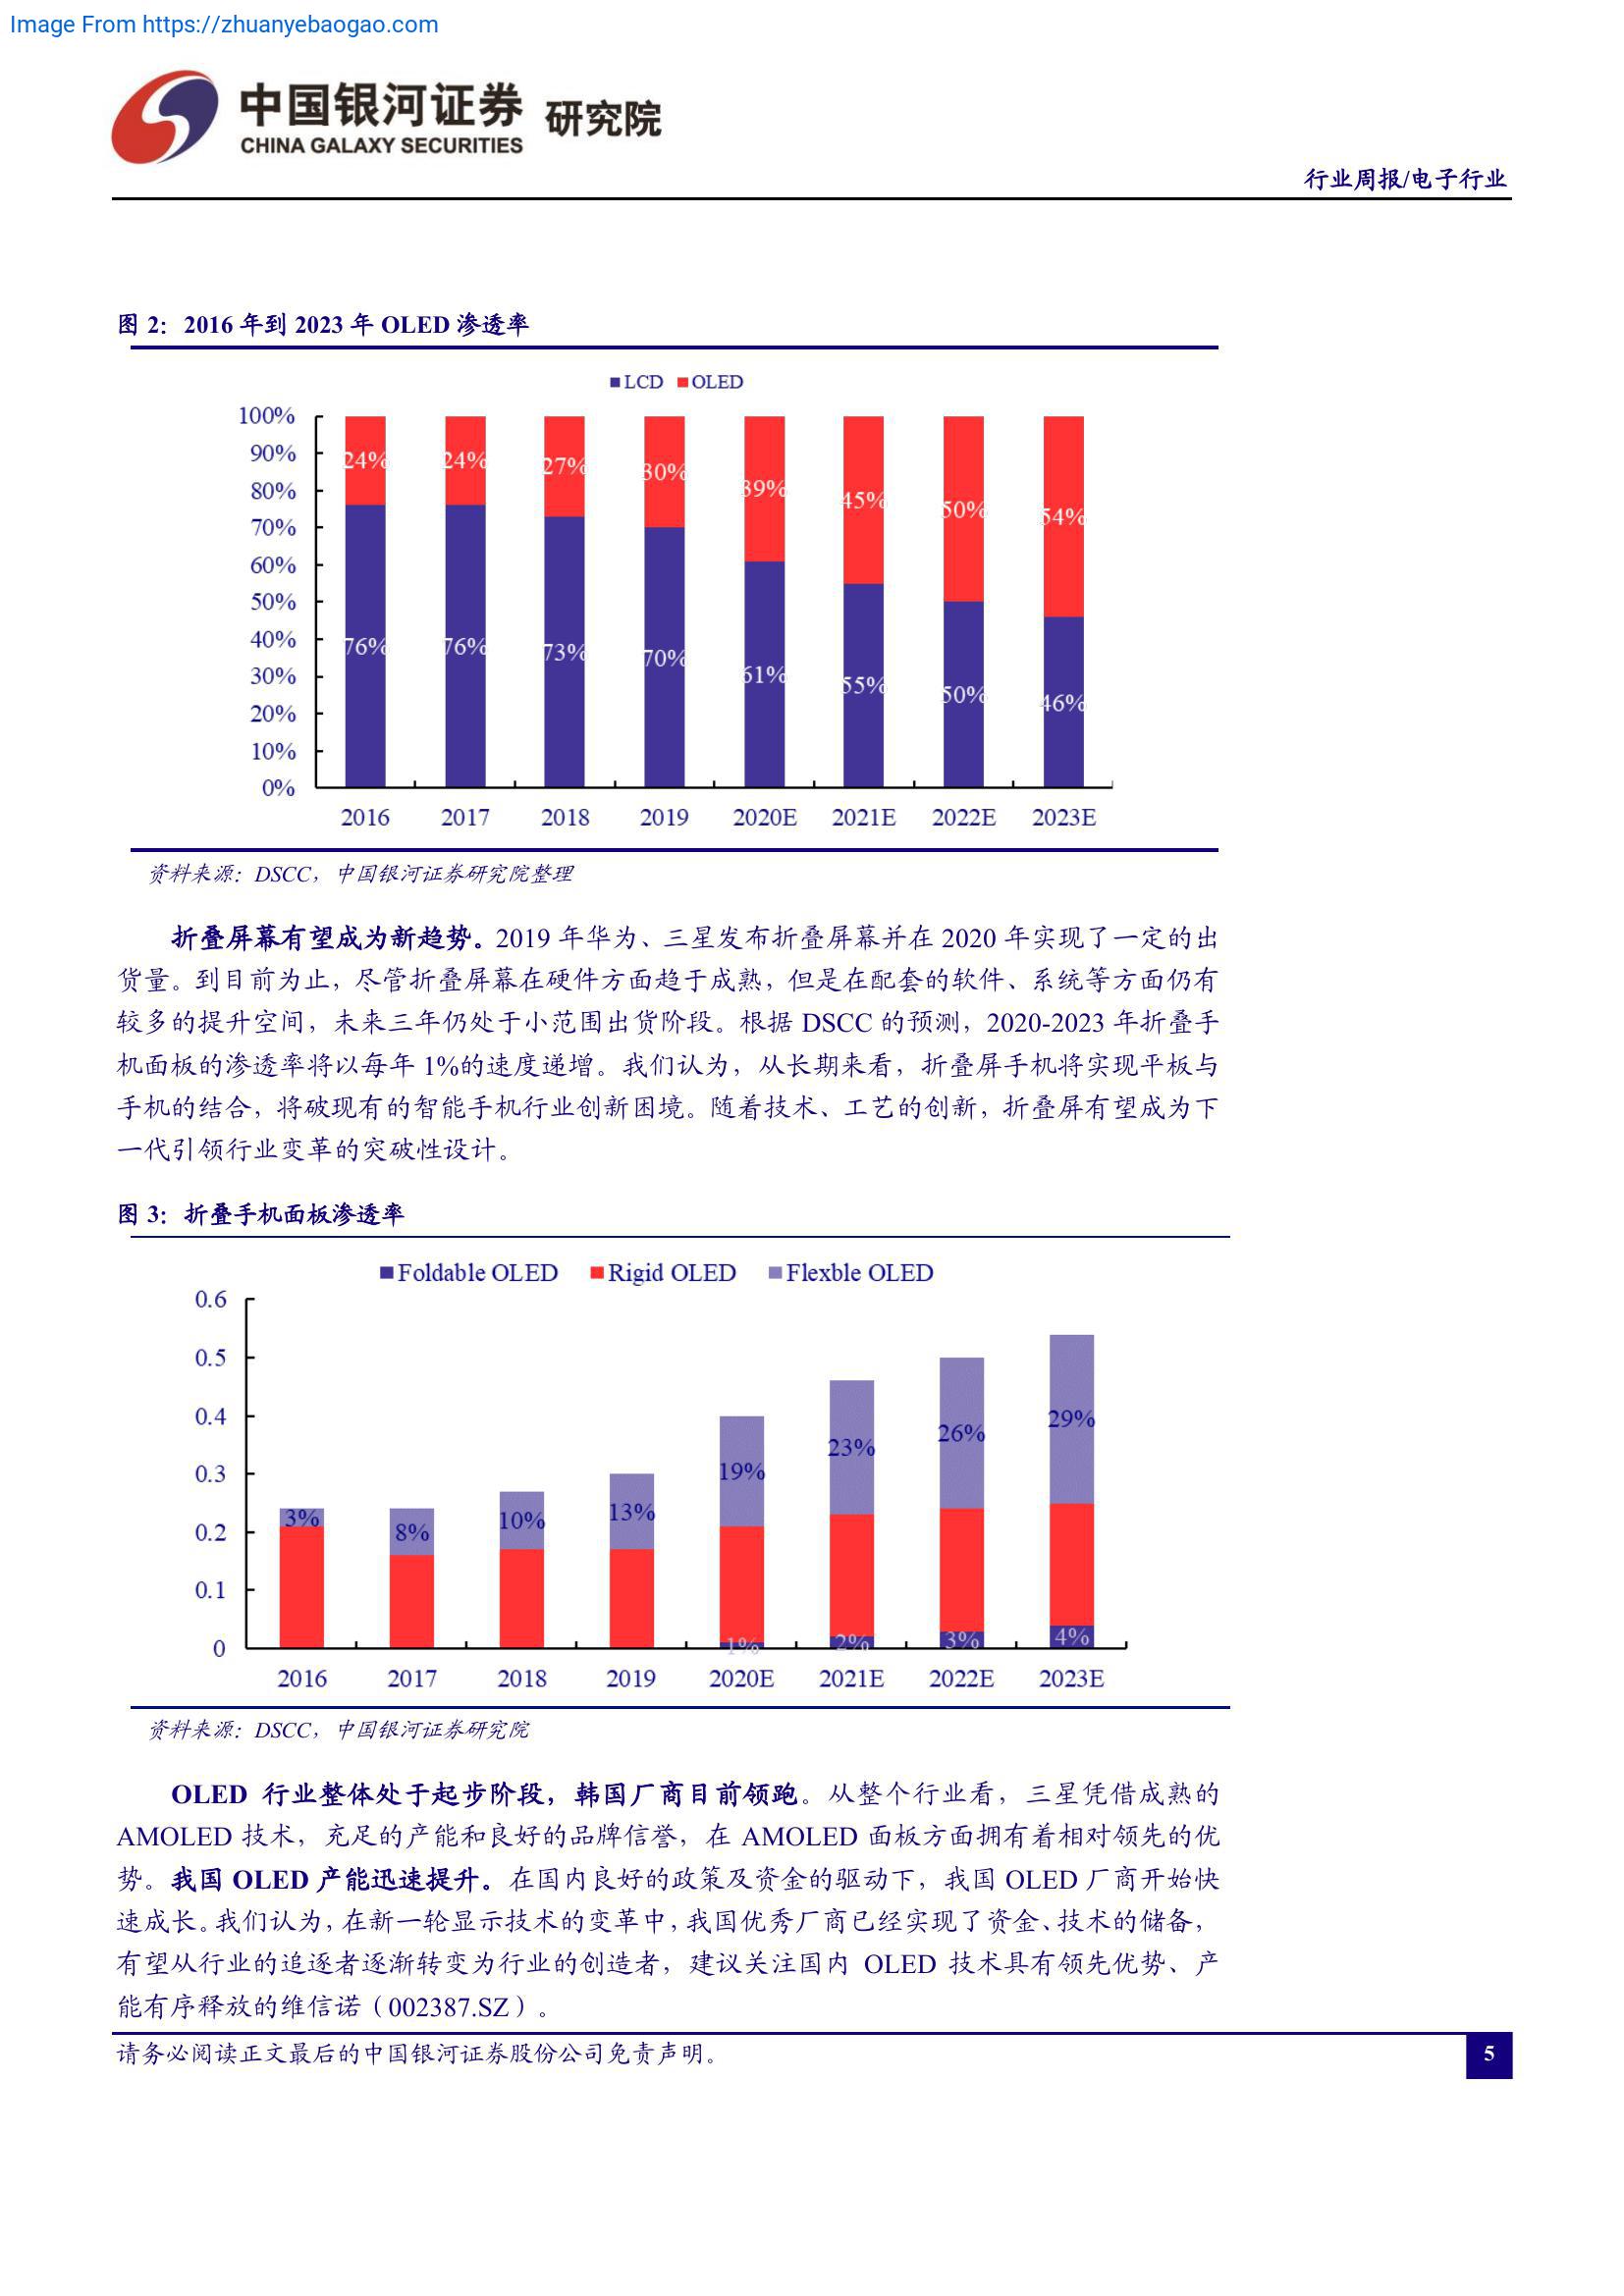 Image From https://zhuanyebaogao.com
中国银河证券 研究院
CHINA GALAXY SECURITIES
行业周报/电子行业
图 2：2016 年到 2023 年 OLED 渗透率
LCD OLED
100%
90%
80%
70%
60%
50%
40%
30%
20%
10%
0%
24% 24% 27% 30% 39% 45% 50% 54%
76% 76% 73% 70% 61% 55% 50% 46%
2016 2017 2018 2019 2020E 2021E 2022E 2023E
资料来源：DSCC，中国银河证券研究院整理
折叠屏幕有望成为新趋势。2019 年华为、三星发布折叠屏幕并在 2020 年实现了一定的出
货量。到目前为止，尽管折叠屏幕在硬件方面趋于成熟，但是在配套的软件、系统等方面仍有
较多的提升空间，未来三年仍处于小范围出货阶段。根据 DSCC 的预测，2020-2023 年折叠手
机面板的渗透率将以每年 1%的速度递增。我们认为，从长期来看，折叠屏手机将实现平板与
手机的结合，将破现有的智能手机行业创新困境。随着技术、工艺的创新，折叠屏有望成为下
一代引领行业变革的突破性设计。
图 3：折叠手机面板渗透率
Foldable OLED Rigid OLED Flexble OLED
0.6
0.5
0.4
0.3
0.2
0.1
0
3% 8% 10% 13% 19% 23% 26% 29%
1% 2% 3% 4%
2016 2017 2018 2019 2020E 2021E 2022E 2023E
资料来源：DSCC，中国银河证券研究院
OLED 行业整体处于起步阶段，韩国厂商目前领跑。从整个行业看，三星凭借成熟的
AMOLED 技术，充足的产能和良好的品牌信誉，在 AMOLED 面板方面拥有着相对领先的优
势。我国 OLED 产能迅速提升。在国内良好的政策及资金的驱动下，我国 OLED 厂商开始快
速成长。我们认为，在新一轮显示技术的变革中，我国优秀厂商已经实现了资金、技术的储备，
有望从行业的追逐者逐渐转变为行业的创造者，建议关注国内 OLED 技术具有领先优势、产
能有序释放的维信诺（002387.SZ）。
请务必阅读正文最后的中国银河证券股份公司免责声明。
5